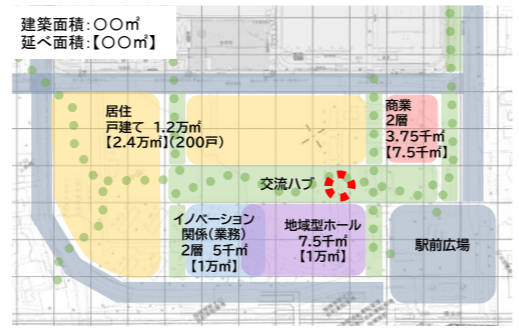 建築面積:〇〇㎡
延べ面積:【〇〇㎡】
居住
戸建て 1.2万㎡
【2.4万㎡】(200戸)
商業
2層
3.75千㎡
【7.5千㎡】
交流ハブ
イノベーション
関係(業務)
2層 5千㎡
【1万㎡】
地域型ホール
7.5千㎡
【1万㎡】
駅前広場